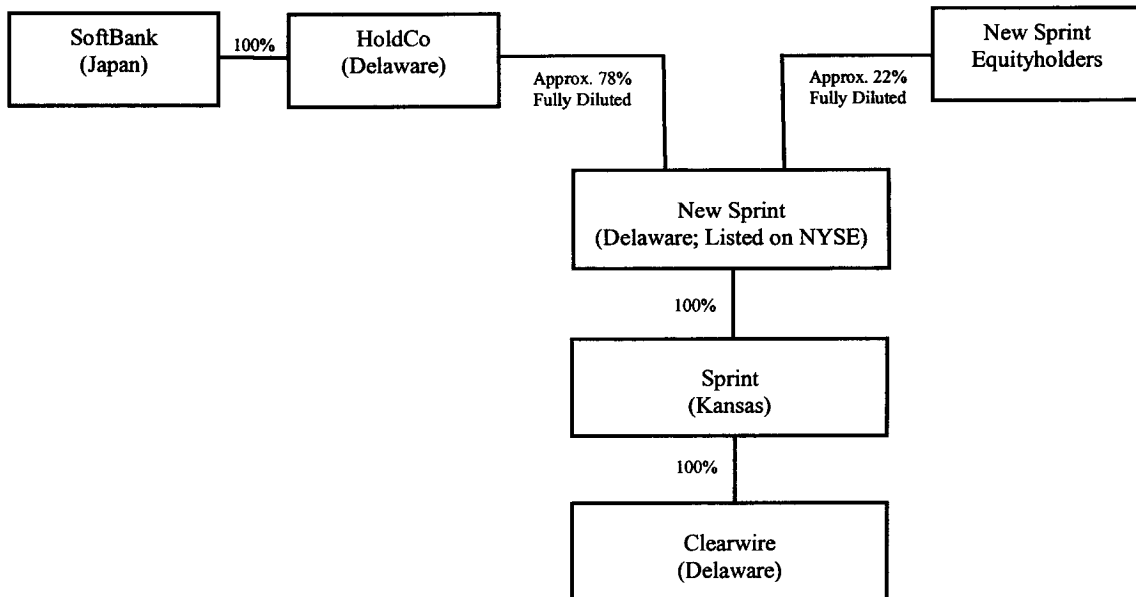 SoftBank
(Japan)
100%
HoldCo
(Delaware)
Approx. 78%
Fully Diluted
Approx. 22%
Fully Diluted
New Sprint
Equityholders
New Sprint
(Delaware; Listed on NYSE)
100%
Sprint
(Kansas)
100%
Clearwire
(Delaware)